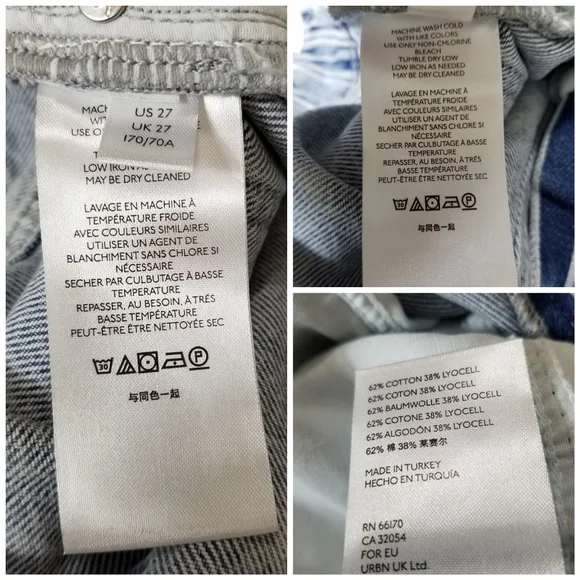 US 27
UK 27
170/70A
MACH
WIT
USE O
T
LOW IRON AS
MAY BE DRY CLEANED
LAVAGE EN MACHINE À
TEMPÉRATURE FROIDE
AVEC COULEURS SIMILAIRES
UTILISER UN AGENT DE
BLANCHIMENT SANS CHLORE SI
NÉCESSAIRE
SECHER PAR CULBUTAGE À BASSE
TEMPERATURE
REPASSER, AU BESOIN, À TRÉS
BASSE TEMPÉRATURE
PEUT-ÊTRE ÊTRE NETTOYÉE SEC
30
P
与同色一起
MACHINE WASH COLD
WITH LIKE COLORS
USE ONLY NON-CHLORINE
BLEACH
TUMBLE DRY LOW
LOW IRON AS NEEDED
MAY BE DRY CLEANED
LAVAGE EN MACHINE À
TEMPÉRATURE FROIDE
AVEC COULEURS SIMILAIRES
UTILISER UN AGENT DE
BLANCHIMENT SANS CHLORE SI
NÉCESSAIRE
SECHER PAR CULBUTAGE À BASSE
TEMPERATURE
REPASSER, AU BESOIN, À TRÉS
BASSE TEMPÉRATURE
PEUT-ÊTRE ÊTRE NETTOYÉE SEC
30
P
与同色一起
62% COTTON 38% LYOCELL
62% COTON 38% LYOCELL
62% BAUMWOLLE 38% LYOCELL
62% COTONE 38% LYOCELL
62% ALGODÓN 38% LYOCELL
62% 棉 38% 莱赛尔
MADE IN TURKEY
HECHO EN TURQUÍA
RN 66170
CA 32054
FOR EU
URBN UK Ltd.